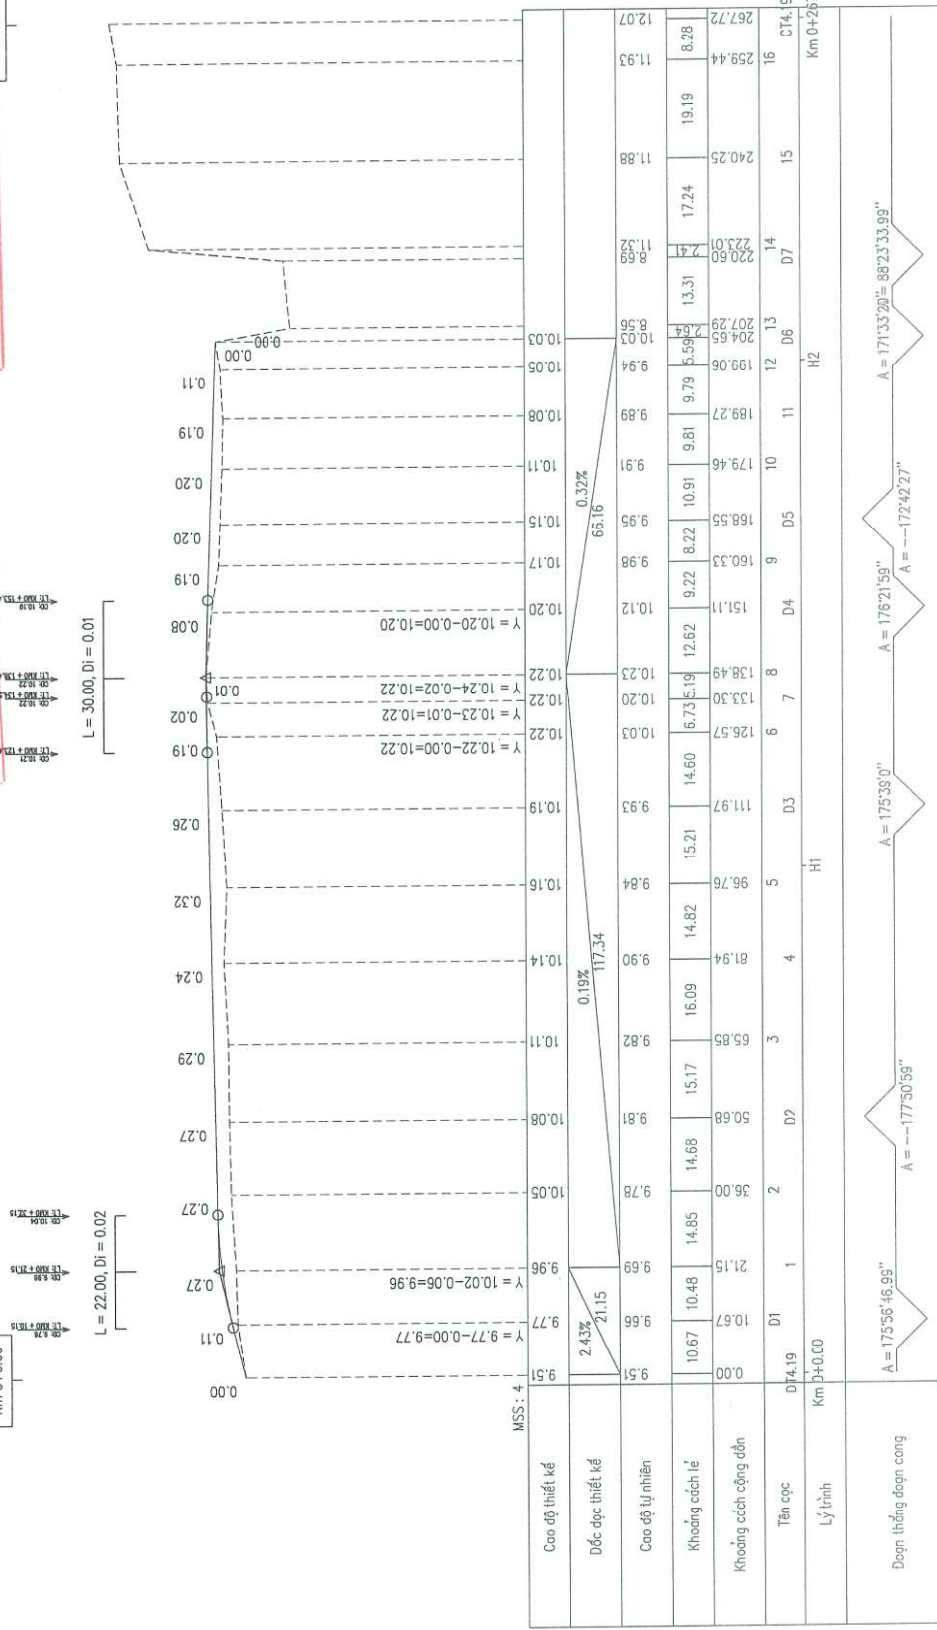 L = 22.00, Di = 0.02
L = 30.00, Di = 0.01
0.00
0.11
0.27
0.27
0.27
0.29
0.24
0.32
0.26
0.19
0.02
0.01
0.08
0.19
0.20
0.20
0.19
0.11
0.00
0.00
Y = 9.77-0.00=9.77
Y = 10.02-0.06=9.96
Y = 10.22-0.00=10.22
Y = 10.23-0.01=10.22
Y = 10.24-0.02=10.22
Y = 10.20-0.00=10.20
MSS : 4
Cao độ thiết kế
9.51 9.77 9.96 10.05 10.08 10.11 10.14 10.16 10.19 10.22 10.22 10.22 10.20 10.17 10.15 10.11 10.08 10.05 10.03
Dốc dọc thiết kế
2.43% 21.15 0.19% 117.34 0.32% 66.16
Cao độ tự nhiên
9.51 9.66 9.69 9.78 9.81 9.82 9.90 9.84 9.93 10.03 10.20 10.23 10.12 9.98 9.95 9.91 9.89 9.94 10.03 8.56 8.69 11.32 11.88 11.93 12.07
Khoảng cách lẻ
10.67 10.48 14.85 14.68 15.17 16.09 14.82 15.21 14.60 6.73 5.19 12.62 9.22 8.22 10.91 9.81 9.79 5.59 2.64 13.31 2.41 17.24 19.19 8.28
Khoảng cách cộng dồn
0.00 10.67 21.15 36.00 50.68 65.85 81.94 96.76 111.97 126.57 133.30 138.49 151.11 160.33 168.55 179.46 189.27 199.06 204.65 207.29 220.60 223.01 240.25 259.44 267.72
Tên cọc
DT4.19 D1 1 2 D2 3 4 5 D3 6 7 8 D4 9 D5 10 11 12 D6 13 D7 14 15 16
Lý trình
Km 0+0.00 H1 H2
Đoạn thẳng đoạn cong
A = 175°56'46.99"
A = --177°50'59"
A = 175°39'0"
A = 176°21'59"
A = --172°42'27"
A = 171°33'20"
= 88°23'33.99"